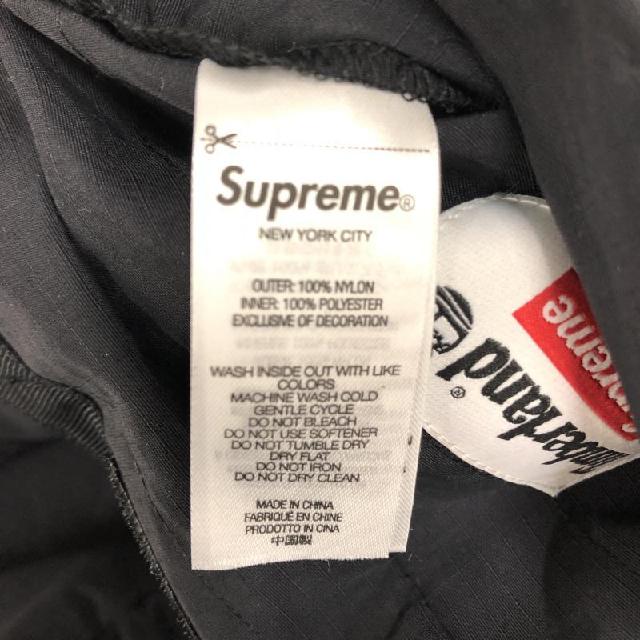 Supreme®
NEW YORK CITY
OUTER: 100% NYLON
INNER: 100% POLYESTER
EXCLUSIVE OF DECORATION
WASH INSIDE OUT WITH LIKE
COLORS
MACHINE WASH COLD
GENTLE CYCLE
DO NOT BLEACH
DO NOT USE SOFTENER
DO NOT TUMBLE DRY
DRY FLAT
DO NOT IRON
DO NOT DRY CLEAN
MADE IN CHINA
FABRIQUÉ EN CHINE
PRODOTTO IN CINA
中国製
Supreme
Timberland®